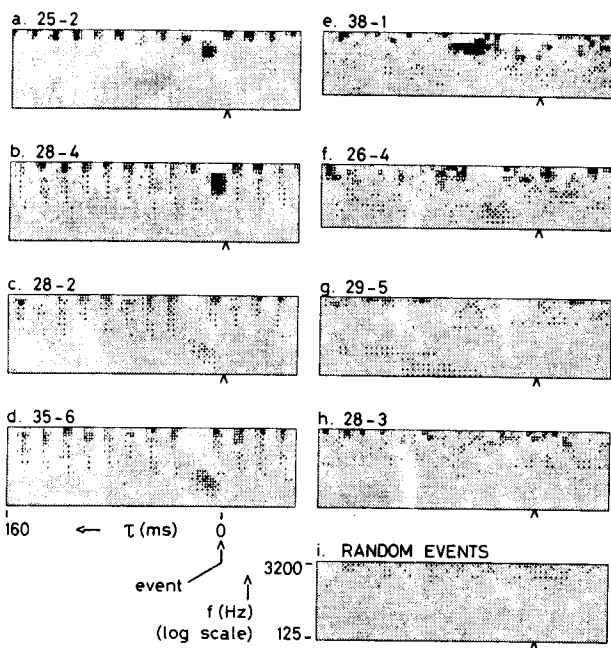 a. 25-2
b. 28-4
c. 28-2
d. 35-6
160 ← τ (ms) 0
event
e. 38-1
f. 26-4
g. 29-5
h. 28-3
i. RANDOM EVENTS
3200
f (Hz)
(log scale)
125